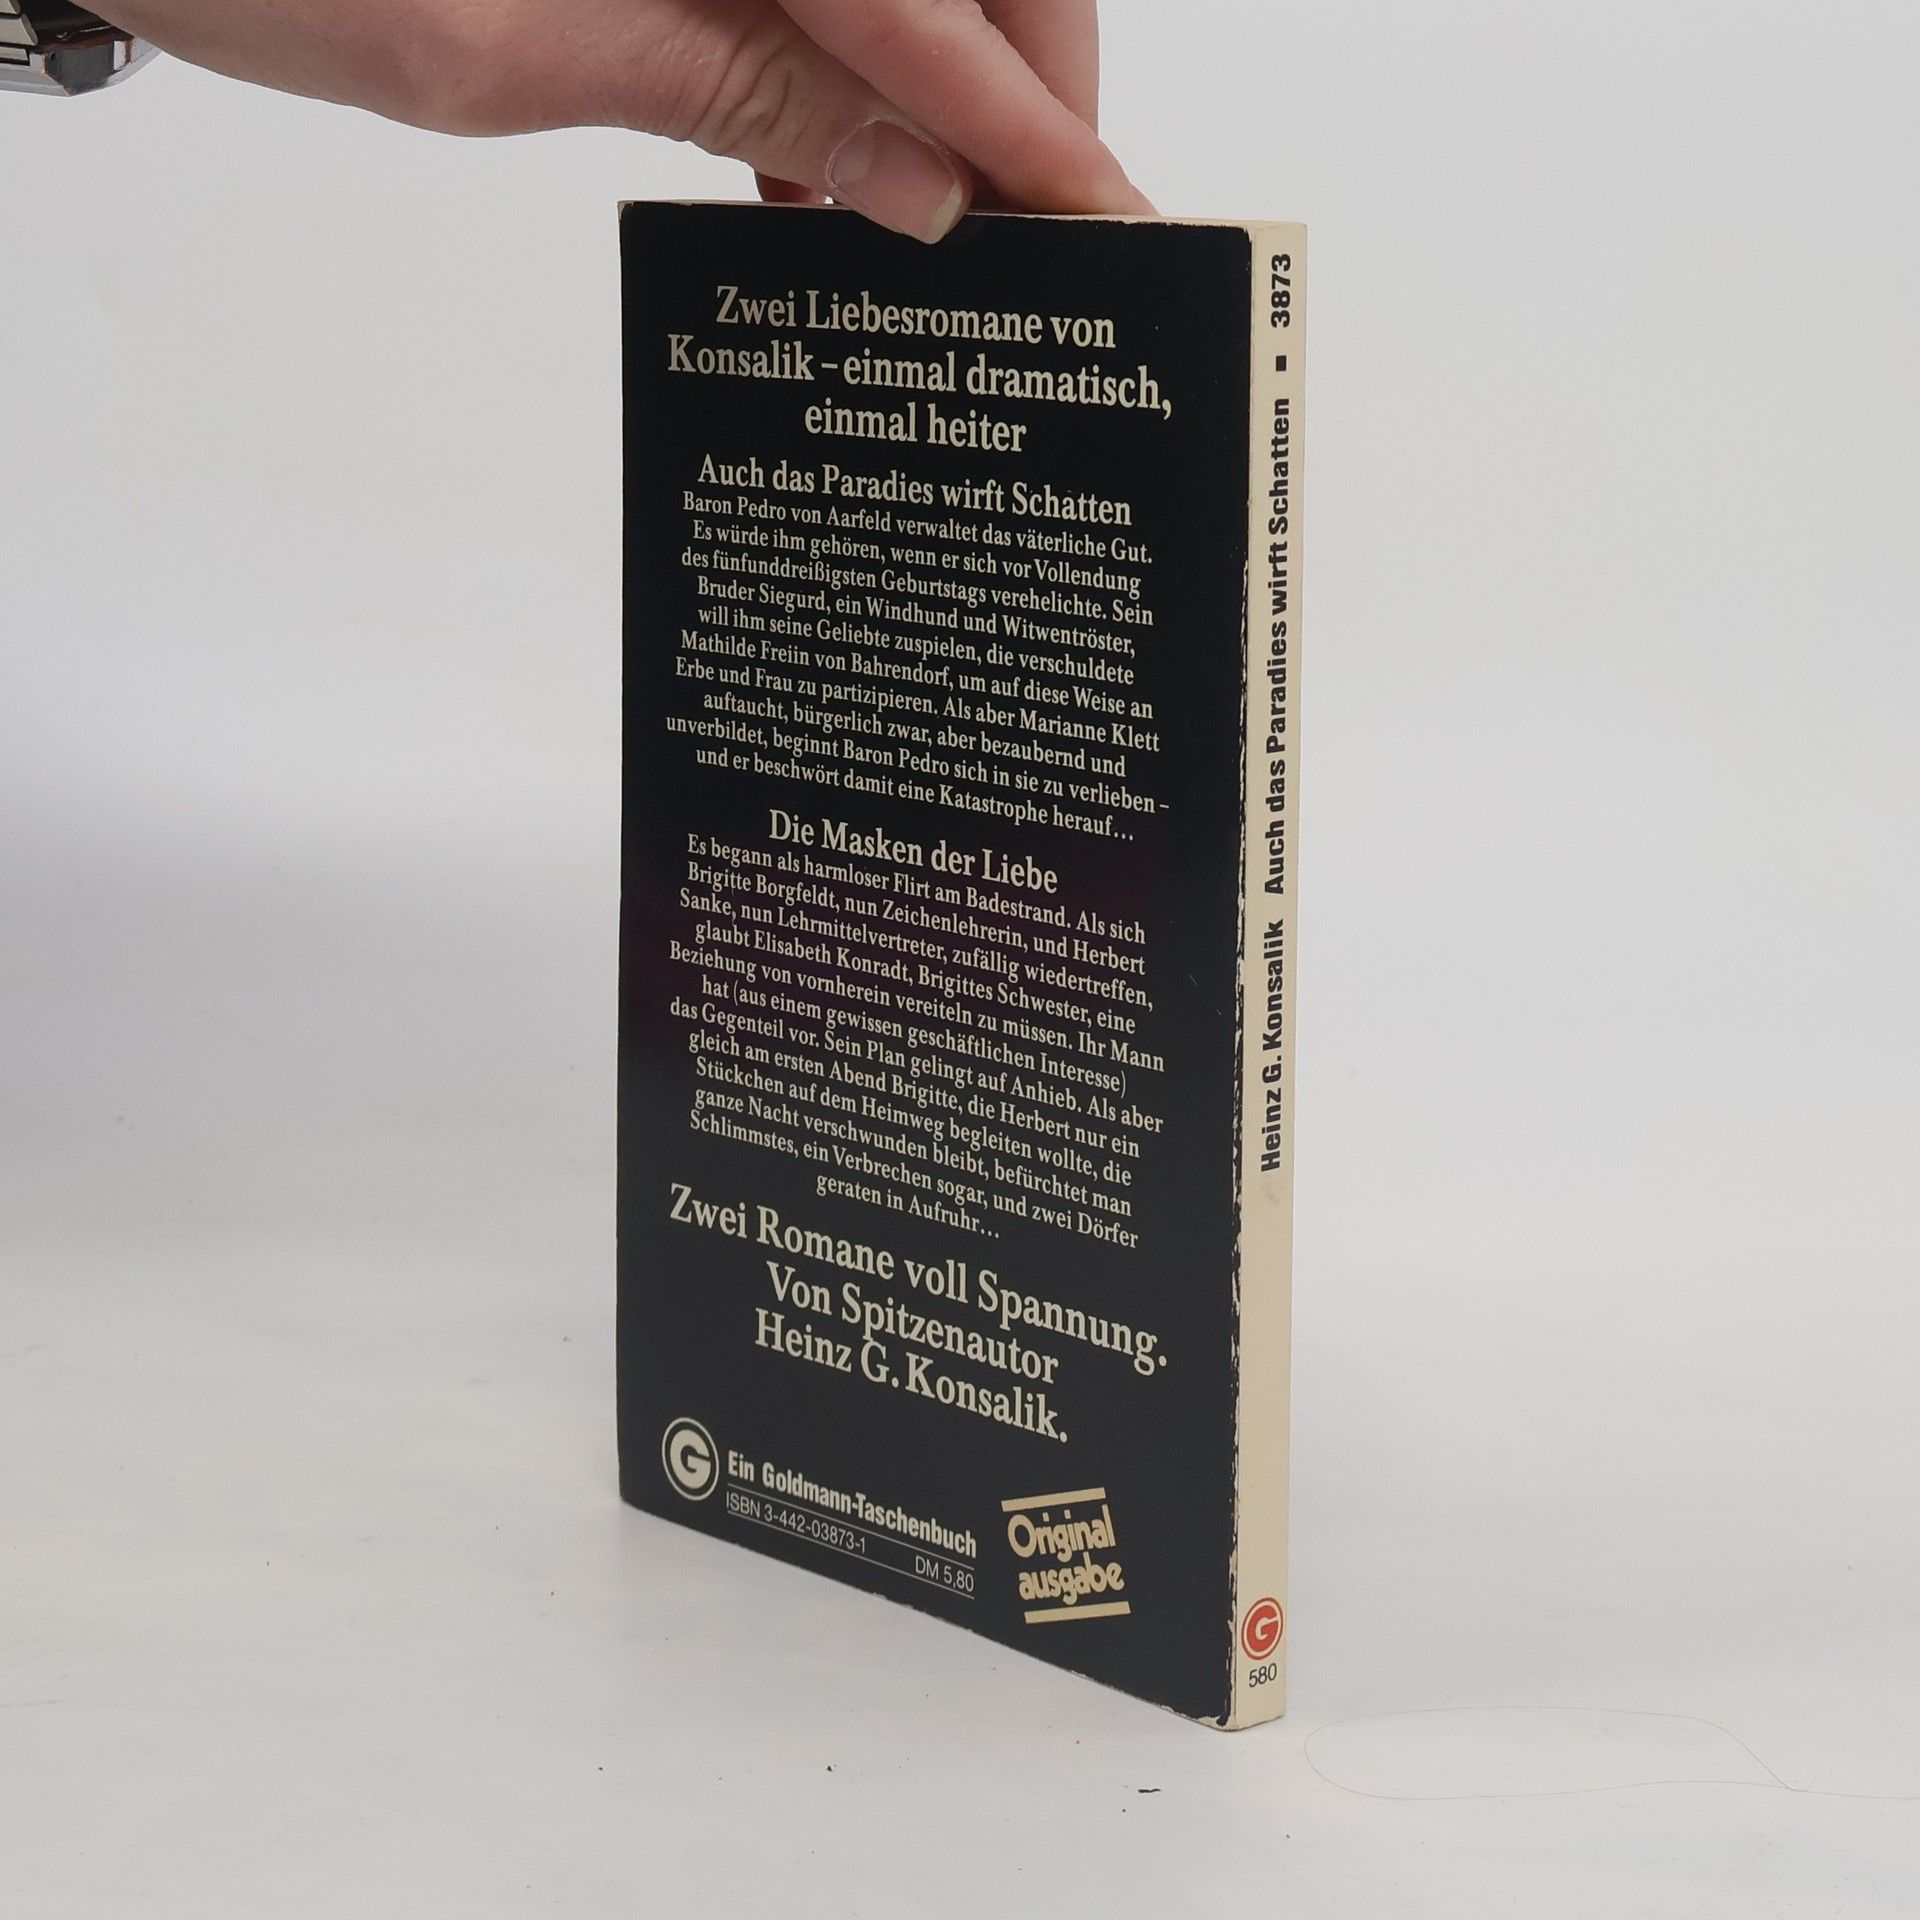 Zwei Liebesromane von
Konsalik – einmal dramatisch,
einmal heiter
Auch das Paradies wirft Schatten
Baron Pedro von Aarfeld verwaltet das väterliche Gut.
Es würde ihm gehören, wenn er sich vor Vollendung
des fünfunddreißigsten Geburtstags verehelichte. Sein
Bruder Siegurd, ein Windhund und Witwentröster,
will ihm seine Geliebte zuspielen, die verschuldete
Mathilde Freiin von Bahrendorf, um auf diese Weise an
Erbe und Frau zu partizipieren. Als aber Marianne Klett
auftaucht, bürgerlich zwar, aber bezaubernd und
unverbildet, beginnt Baron Pedro sich in sie zu verlieben –
und er beschwört damit eine Katastrophe herauf...
Die Masken der Liebe
Es begann als harmloser Flirt am Badestrand. Als sich
Brigitte Borgfeldt, nun Zeichenlehrerin, und Herbert
Sanke, nun Lehrmittelvertreter, zufällig wiedertreffen,
glaubt Elisabeth Konradt, Brigittes Schwester, eine
Beziehung von vornherein vereiteln zu müssen. Ihr Mann
hat (aus einem gewissen geschäftlichen Interesse)
das Gegenteil vor. Sein Plan gelingt auf Anhieb. Als aber
gleich am ersten Abend Brigitte, die Herbert nur ein
Stückchen auf dem Heimweg begleiten wollte, die
ganze Nacht verschwunden bleibt, befürchtet man
Schlimmstes, ein Verbrechen sogar, und zwei Dörfer
geraten in Aufruhr...
Zwei Romane voll Spannung.
Von Spitzenautor
Heinz G. Konsalik.
G
Ein Goldmann-Taschenbuch
ISBN 3-442-03873-1 DM 5,80
Original
ausgabe
Heinz G. Konsalik Auch das Paradies wirft Schatten ■ 3873
G
580